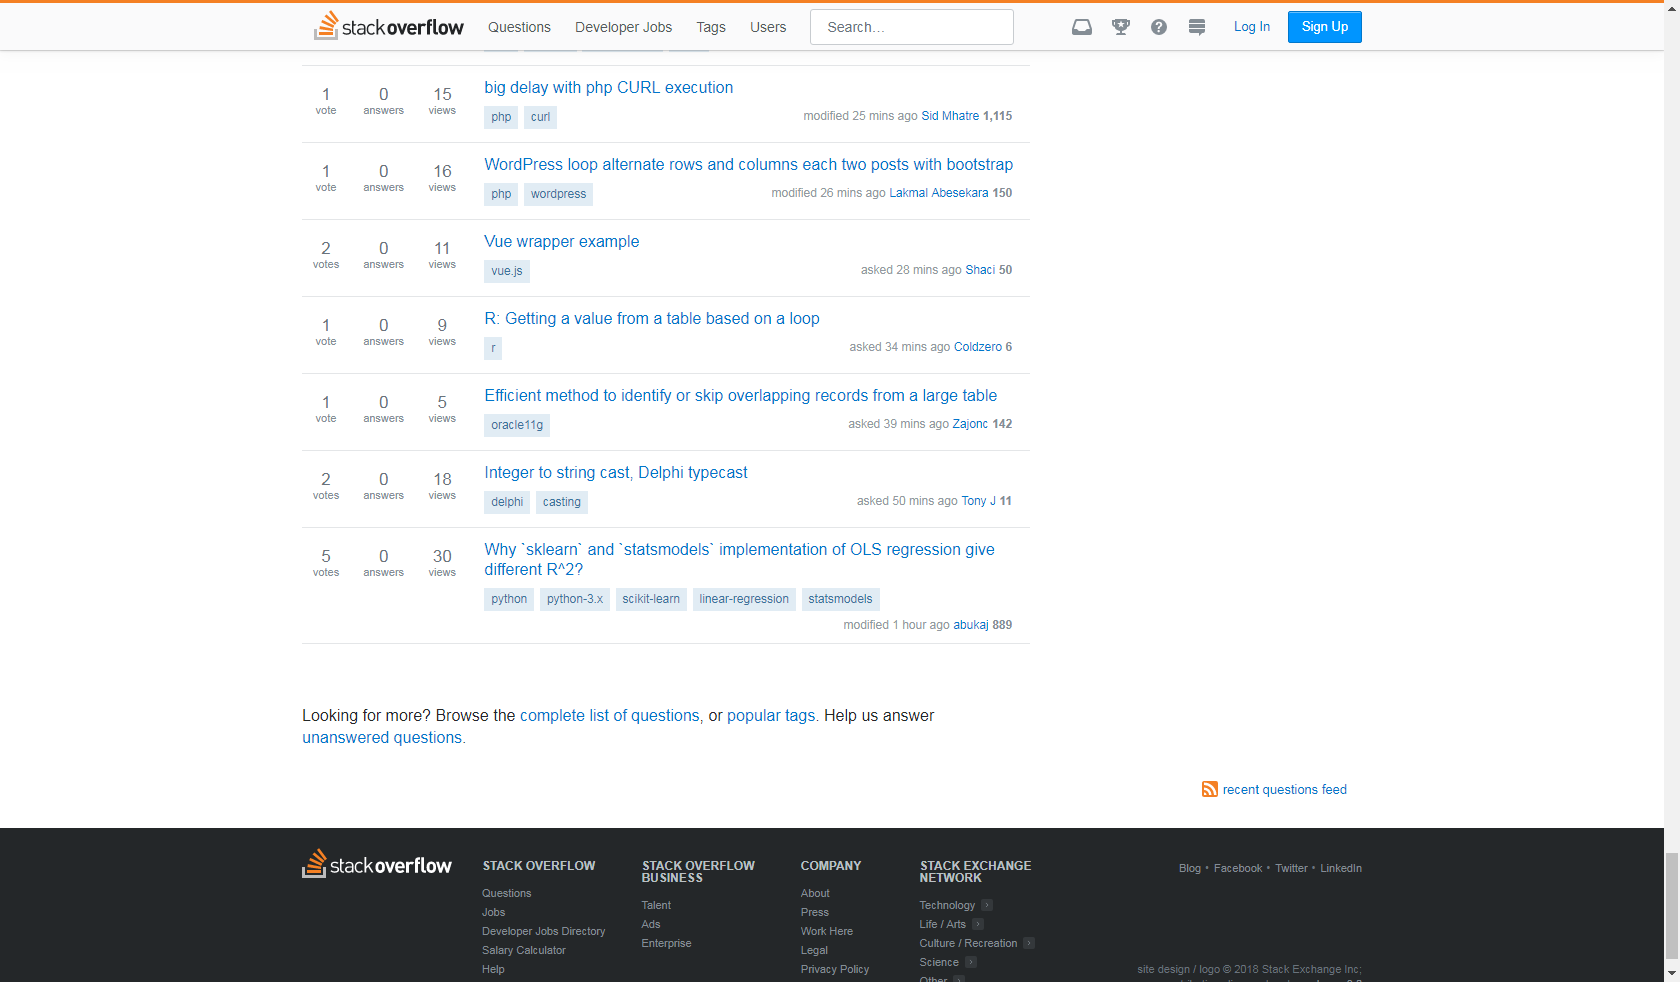 stackoverflow Questions Developer Jobs Tags Users Search... Log In Sign Up
1 vote 0 answers 15 views
big delay with php CURL execution
php curl
modified 25 mins ago Sid Mhatre 1,115
1 vote 0 answers 16 views
WordPress loop alternate rows and columns each two posts with bootstrap
php wordpress
modified 26 mins ago Lakmal Abesekara 150
2 votes 0 answers 11 views
Vue wrapper example
vue.js
asked 28 mins ago Shaci 50
1 vote 0 answers 9 views
R: Getting a value from a table based on a loop
r
asked 34 mins ago Coldzero 6
1 vote 0 answers 5 views
Efficient method to identify or skip overlapping records from a large table
oracle11g
asked 39 mins ago Zajonc 142
2 votes 0 answers 18 views
Integer to string cast, Delphi typecast
delphi casting
asked 50 mins ago Tony J 11
5 votes 0 answers 30 views
Why `sklearn` and `statsmodels` implementation of OLS regression give
different R^2?
python python-3.x scikit-learn linear-regression statsmodels
modified 1 hour ago abukaj 889
Looking for more? Browse the complete list of questions, or popular tags. Help us answer
unanswered questions.
recent questions feed
stackoverflow
STACK OVERFLOW
Questions
Jobs
Developer Jobs Directory
Salary Calculator
Help
STACK OVERFLOW
BUSINESS
Talent
Ads
Enterprise
COMPANY
About
Press
Work Here
Legal
Privacy Policy
STACK EXCHANGE
NETWORK
Technology
Life / Arts
Culture / Recreation
Science
Other
Blog • Facebook • Twitter • LinkedIn
site design / logo © 2018 Stack Exchange Inc;